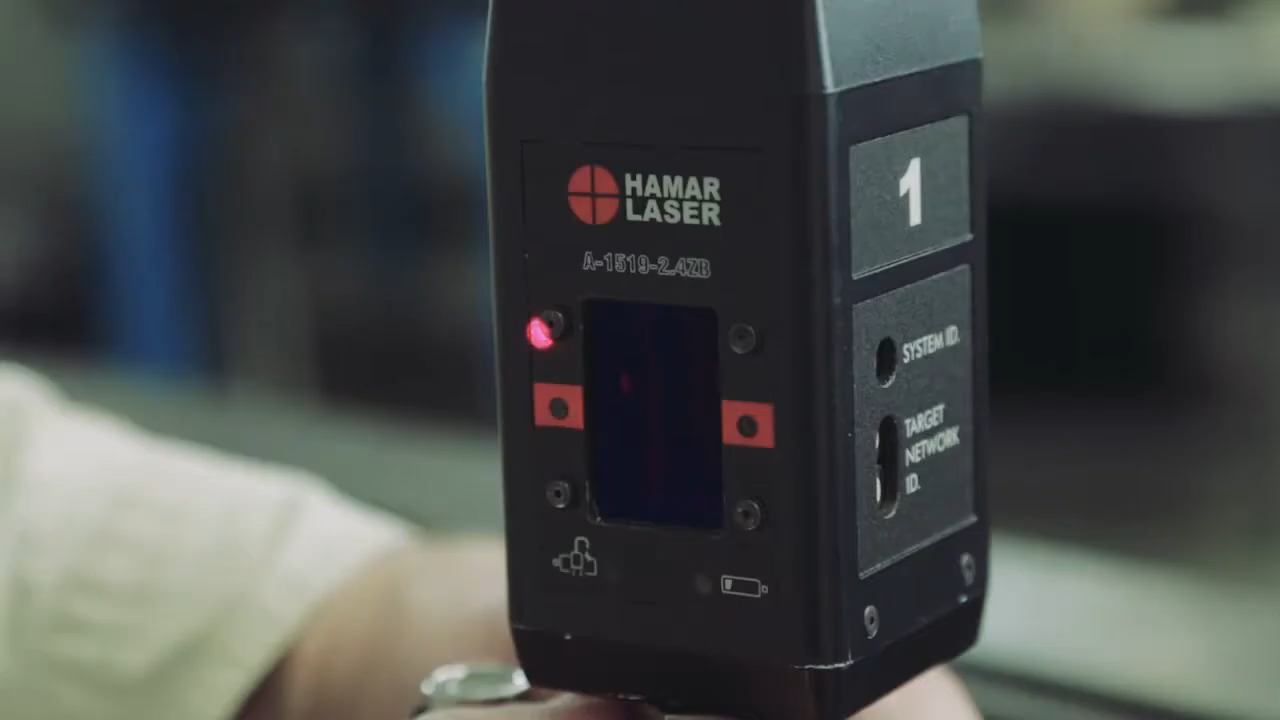 HAMAR
LASER
A-1519-2.4ZB
1
SYSTEM ID.
TARGET
NETWORK
ID.